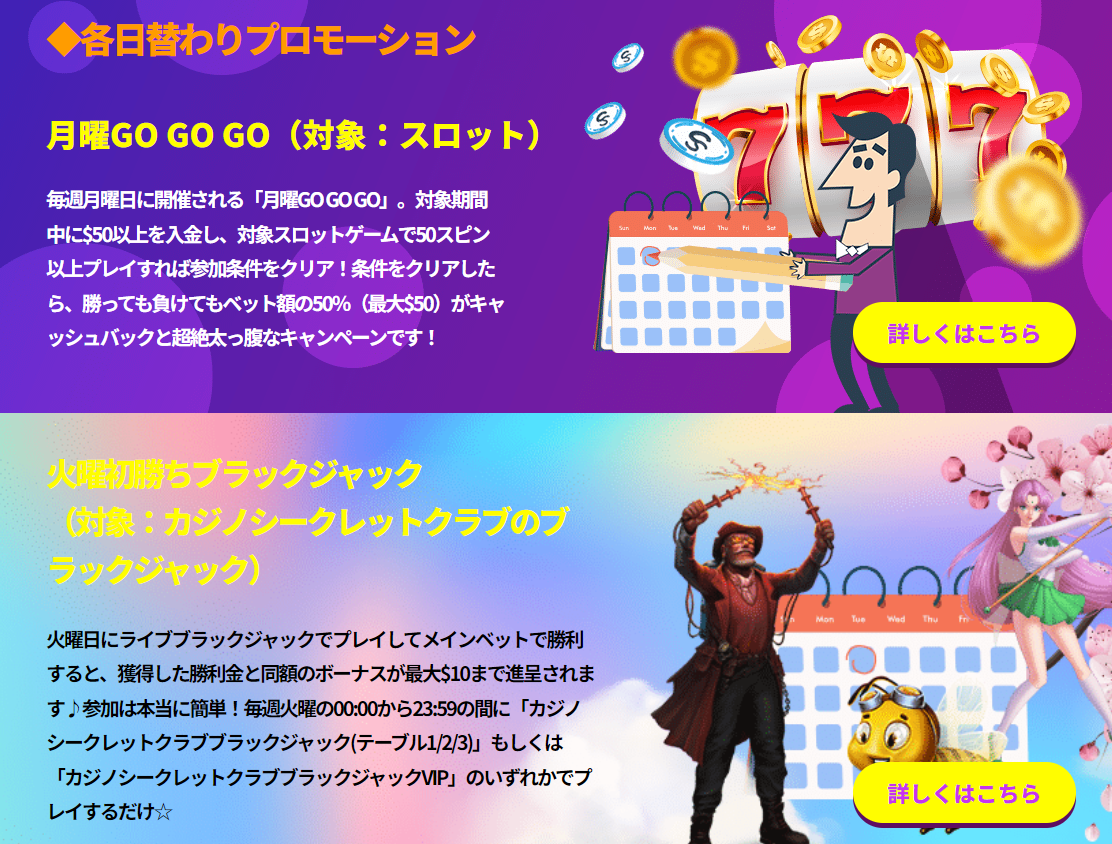 ◆各日替わりプロモーション
月曜GO GO GO（対象：スロット）
毎週月曜日に開催される「月曜GO GO GO」。対象期間
中に$50以上を入金し、対象スロットゲームで50スピン
以上プレイすれば参加条件をクリア！条件をクリアした
ら、勝っても負けてもベット額の50%（最大$50）がキャ
ッシュバックと超絶太っ腹なキャンペーンです！
777
Sun Mon Tue Wed Thu Fri Sat
詳しくはこちら
火曜初勝ちブラックジャック
（対象：カジノシークレットクラブのブ
ラックジャック）
火曜日にライブブラックジャックでプレイしてメインベットで勝利
すると、獲得した勝利金と同額のボーナスが最大$10まで進呈されま
す♪参加は本当に簡単！毎週火曜の00:00から23:59の間に「カジノ
シークレットクラブブラックジャック(テーブル1/2/3)」もしくは
「カジノシークレットクラブブラックジャックVIP」のいずれかでプ
レイするだけ☆
Mon Tue Wed Thu
詳しくはこちら